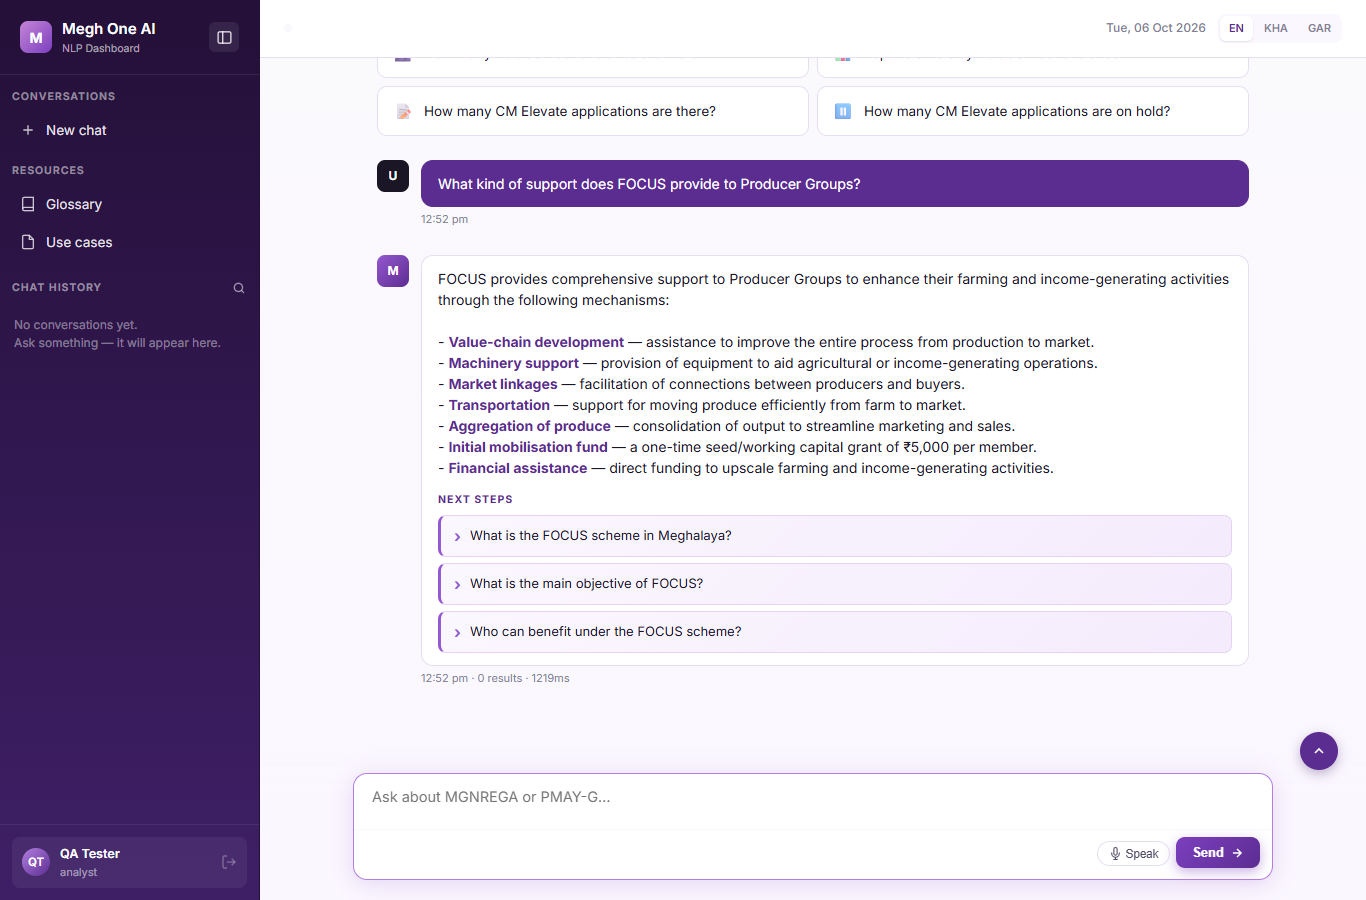 M
Megh One AI
NLP Dashboard
CONVERSATIONS
New chat
RESOURCES
Glossary
Use cases
CHAT HISTORY
No conversations yet.
Ask something — it will appear here.
QT
QA Tester
analyst
Tue, 06 Oct 2026
EN
KHA
GAR
How many CM Elevate applications are there?
How many CM Elevate applications are on hold?
U
What kind of support does FOCUS provide to Producer Groups?
12:52 pm
M
FOCUS provides comprehensive support to Producer Groups to enhance their farming and income-generating activities
through the following mechanisms:
- Value-chain development — assistance to improve the entire process from production to market.
- Machinery support — provision of equipment to aid agricultural or income-generating operations.
- Market linkages — facilitation of connections between producers and buyers.
- Transportation — support for moving produce efficiently from farm to market.
- Aggregation of produce — consolidation of output to streamline marketing and sales.
- Initial mobilisation fund — a one-time seed/working capital grant of ₹5,000 per member.
- Financial assistance — direct funding to upscale farming and income-generating activities.
NEXT STEPS
What is the FOCUS scheme in Meghalaya?
What is the main objective of FOCUS?
Who can benefit under the FOCUS scheme?
12:52 pm · 0 results · 1219ms
Ask about MGNREGA or PMAY-G...
Speak
Send